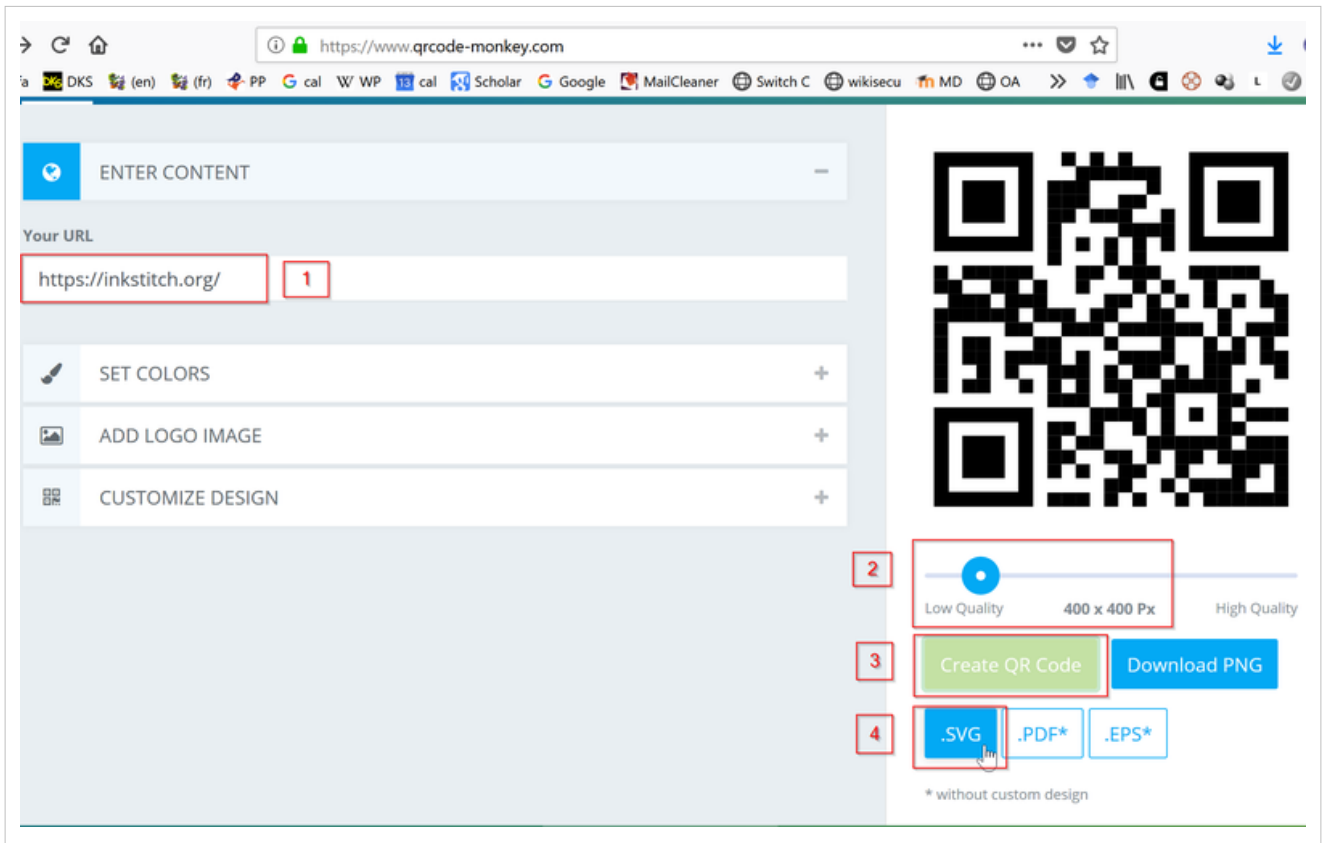 https://www.qrcode-monkey.com
DKS (en) (fr) PP cal WP cal Scholar Google MailCleaner Switch C wikisecu MD OA L
ENTER CONTENT
Your URL
https://inkstitch.org/
1
SET COLORS
ADD LOGO IMAGE
CUSTOMIZE DESIGN
2
Low Quality 400 x 400 Px High Quality
3
Create QR Code Download PNG
4
.SVG .PDF* .EPS*
* without custom design